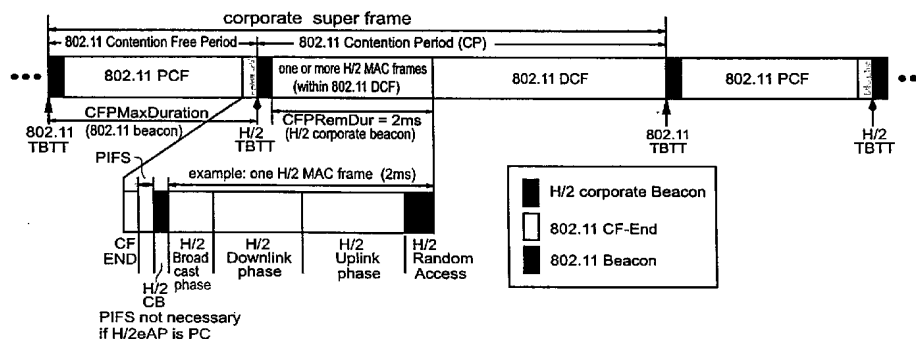 corporate super frame
802.11 Contention Free Period
802.11 Contention Period (CP)
802.11 PCF
one or more H/2 MAC frames
(within 802.11 DCF)
802.11 DCF
802.11 PCF
CFPMaxDuration
(802.11 beacon)
CFPRemDur = 2ms
(H/2 corporate beacon)
802.11
TBTT
H/2
TBTT
802.11
TBTT
H/2
TBTT
PIFS
example: one H/2 MAC frame (2ms)
CF
END
H/2
CB
H/2
Broad
cast
phase
H/2
Downlink
phase
H/2
Uplink
phase
H/2
Random
Access
PIFS not necessary
if H/2eAP is PC
H/2 corporate Beacon
802.11 CF-End
802.11 Beacon